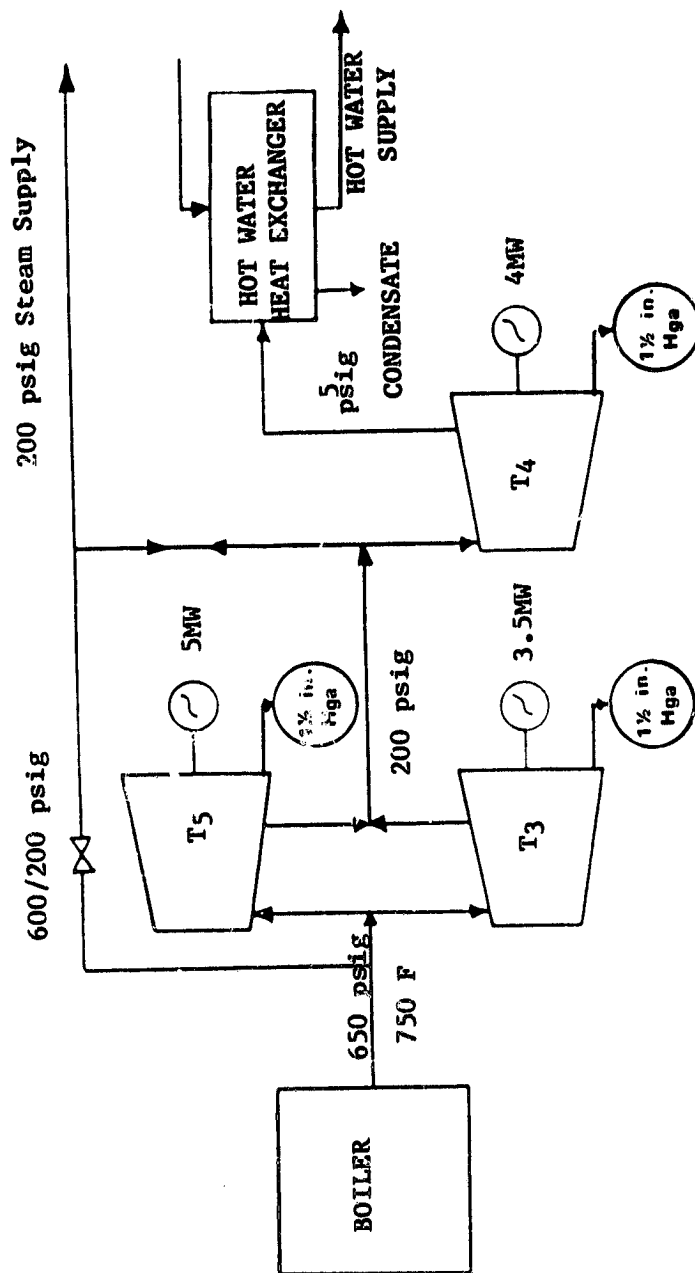 200 psig Steam Supply
600/200 psig
BOILER
650 psig
750 F
T5
5MW
Hga
T3
3.5MW
1½ in.
Hga
200 psig
T4
4MW
1½ in.
Hga
5
psig
HOT WATER
HEAT EXCHANGER
CONDENSATE
HOT WATER
SUPPLY